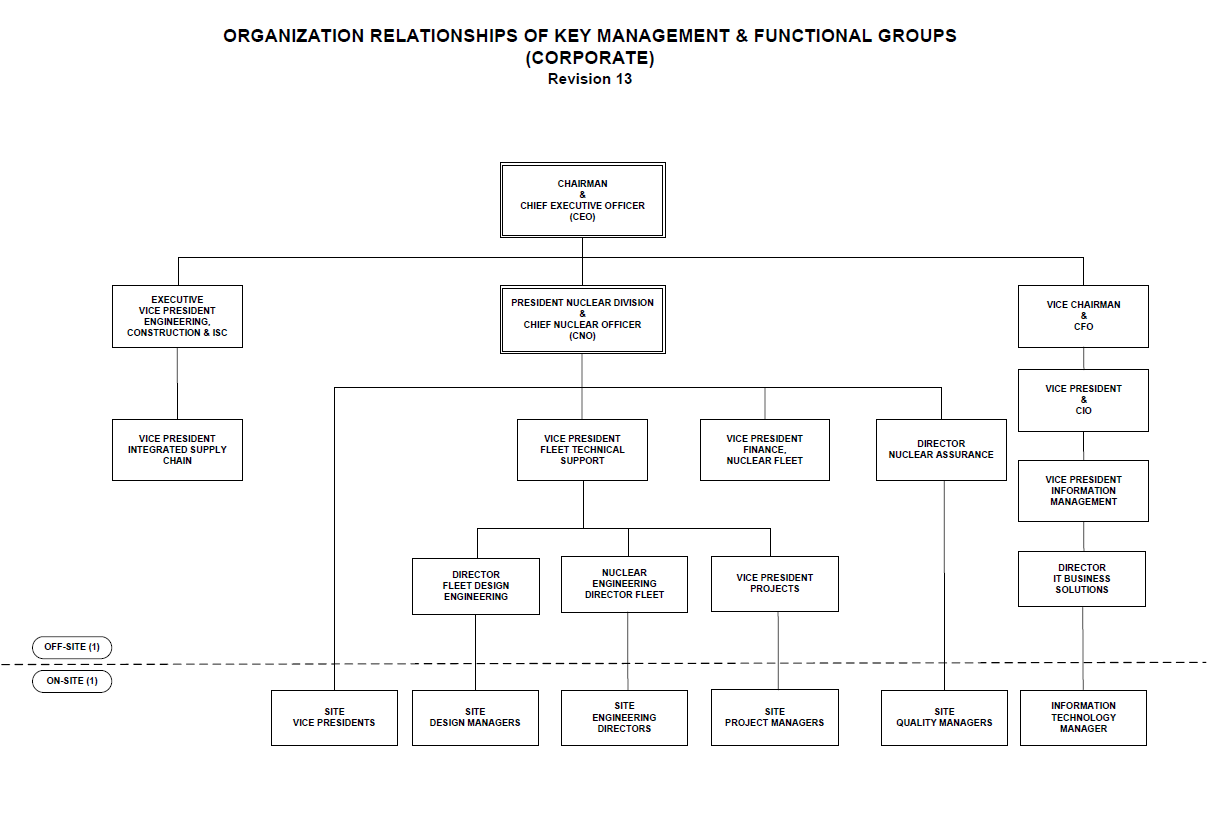 ORGANIZATION RELATIONSHIPS OF KEY MANAGEMENT & FUNCTIONAL GROUPS
(CORPORATE)
Revision 13
CHAIRMAN
&
CHIEF EXECUTIVE OFFICER
(CEO)
EXECUTIVE
VICE PRESIDENT
ENGINEERING,
CONSTRUCTION & ISC
PRESIDENT NUCLEAR DIVISION
&
CHIEF NUCLEAR OFFICER
(CNO)
VICE CHAIRMAN
&
CFO
VICE PRESIDENT
&
CIO
VICE PRESIDENT
INTEGRATED SUPPLY
CHAIN
VICE PRESIDENT
FLEET TECHNICAL
SUPPORT
VICE PRESIDENT
FINANCE,
NUCLEAR FLEET
DIRECTOR
NUCLEAR ASSURANCE
VICE PRESIDENT
INFORMATION
MANAGEMENT
DIRECTOR
FLEET DESIGN
ENGINEERING
NUCLEAR
ENGINEERING
DIRECTOR FLEET
VICE PRESIDENT
PROJECTS
DIRECTOR
IT BUSINESS
SOLUTIONS
OFF-SITE (1)
ON-SITE (1)
SITE
VICE PRESIDENTS
SITE
DESIGN MANAGERS
SITE
ENGINEERING
DIRECTORS
SITE
PROJECT MANAGERS
SITE
QUALITY MANAGERS
INFORMATION
TECHNOLOGY
MANAGER